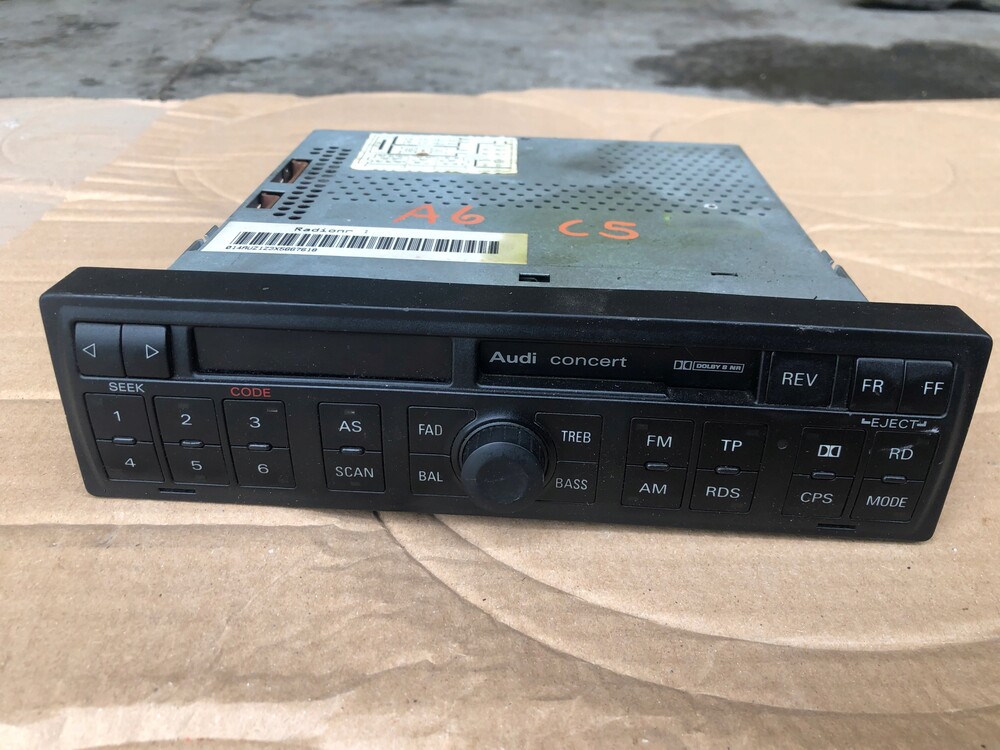 A6 C5
Radionr :
Audi concert
DOLBY B NR
REV
FR
FF
SEEK
CODE
EJECT
1
2
3
AS
FAD
TREB
FM
TP
RD
4
5
6
SCAN
BAL
BASS
AM
RDS
CPS
MODE